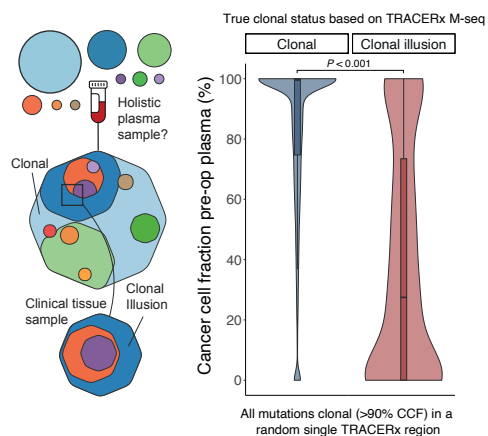 True clonal status based on TRACERx M-seq
Clonal
Clonal illusion
P < 0.001
Cancer cell fraction pre-op plasma (%)
100
80
60
40
20
0
All mutations clonal (>90% CCF) in a
random single TRACERx region
Holistic
plasma
sample?
Clonal
Clinical tissue
sample
Clonal
Illusion